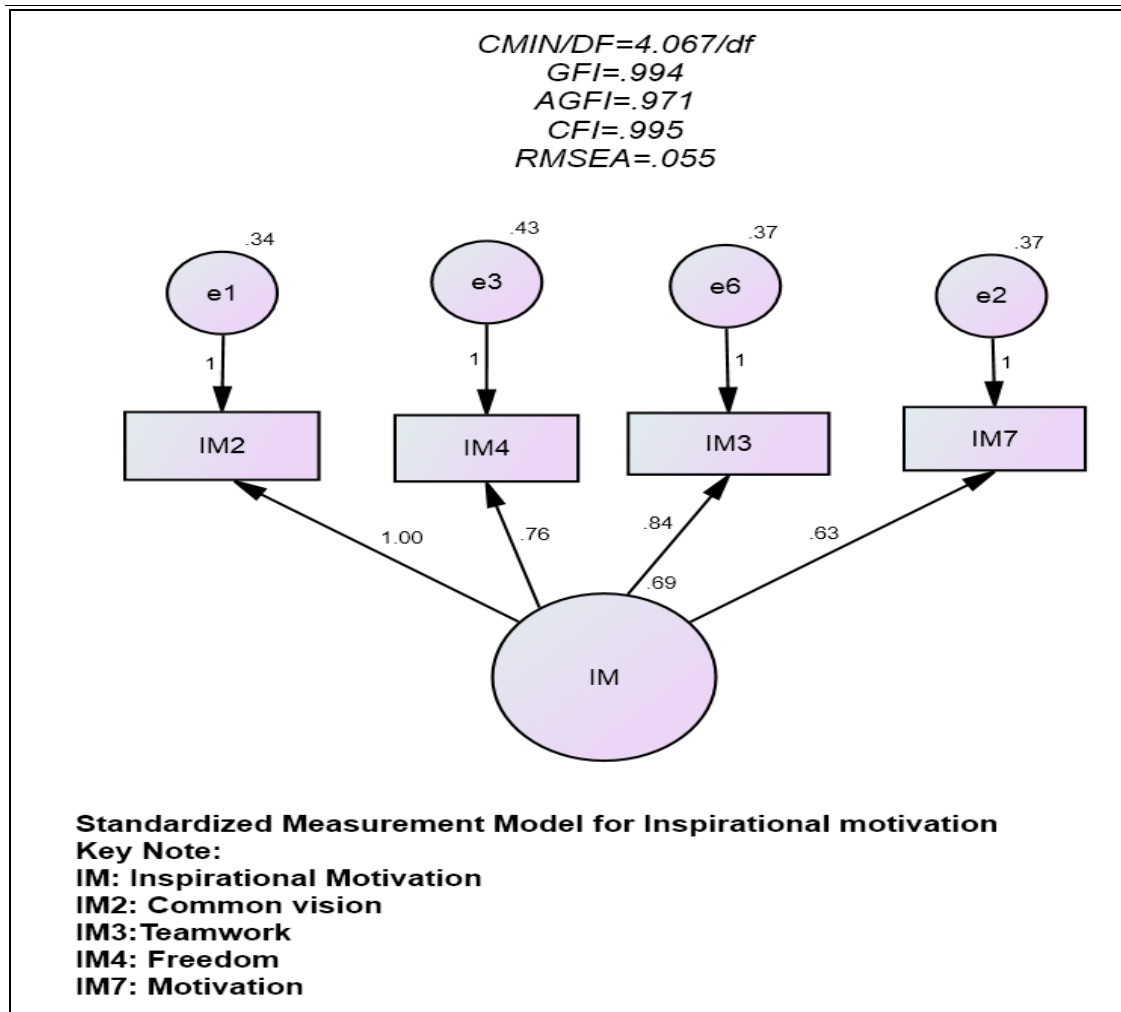 CMIN/DF=4.067/df
GFI=.994
AGFI=.971
CFI=.995
RMSEA=.055
.34 .43 .37 .37
e1 e3 e6 e2
1 1 1 1
IM2 IM4 IM3 IM7
1.00 .76 .84 .63
.69
IM
Standardized Measurement Model for Inspirational motivation
Key Note:
IM: Inspirational Motivation
IM2: Common vision
IM3:Teamwork
IM4: Freedom
IM7: Motivation